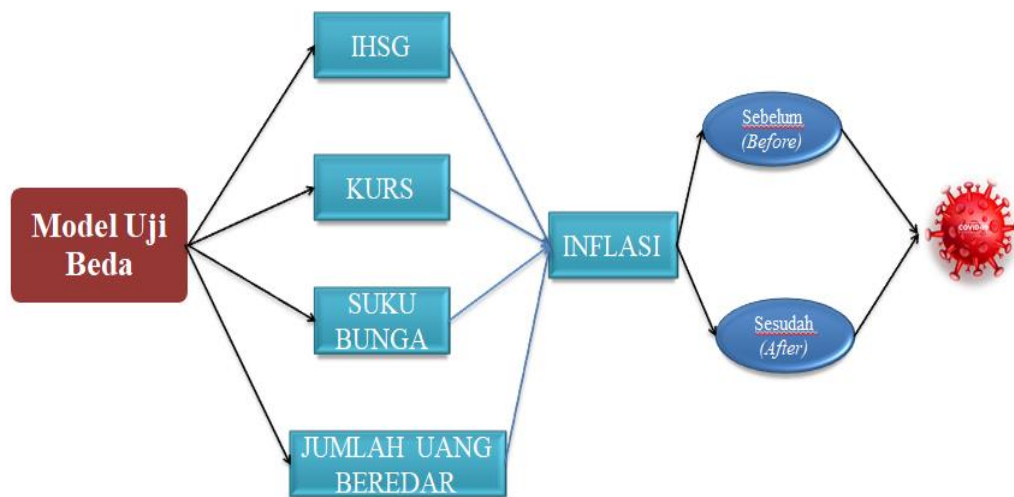 Model Uji
Beda
IHSG
KURS
SUKU
BUNGA
JUMLAH UANG
BEREDAR
INFLASI
Sebelum
(Before)
Sesudah
(After)